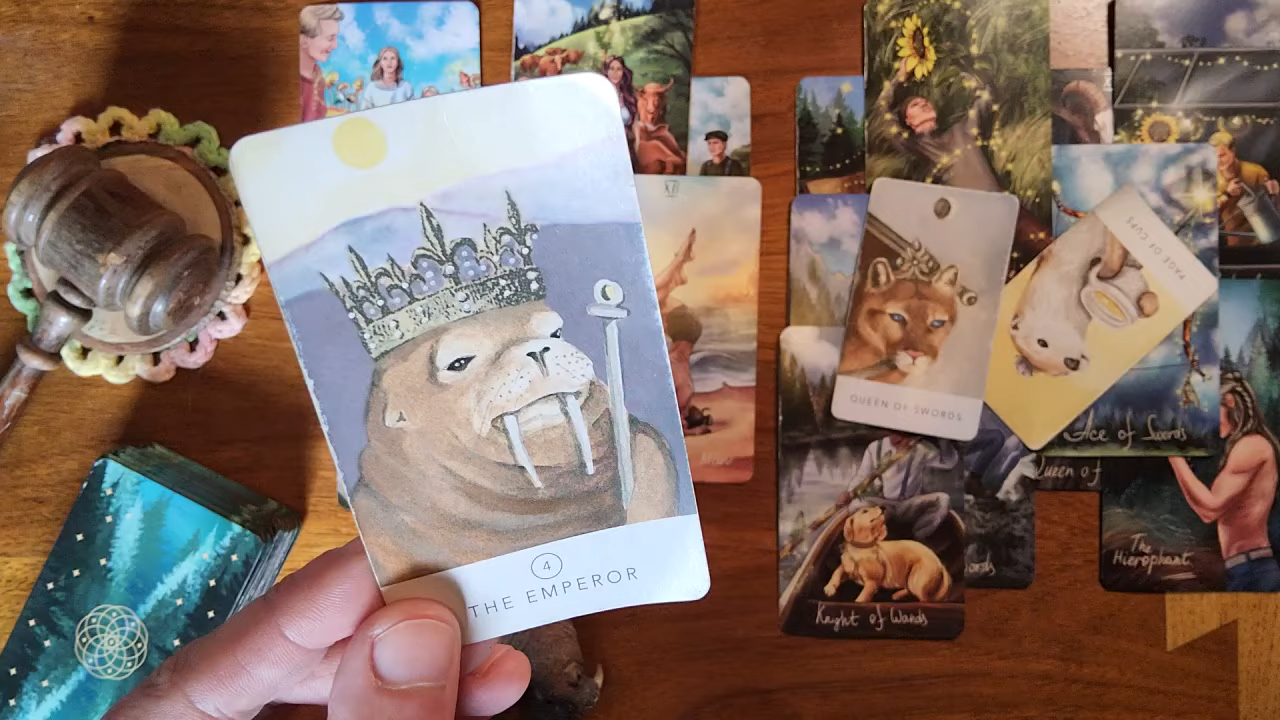 4
THE EMPEROR
QUEEN OF SWORDS
PAGE OF CUPS
Ace of Swords
Queen of
The
Hierophant
Knight of Wands